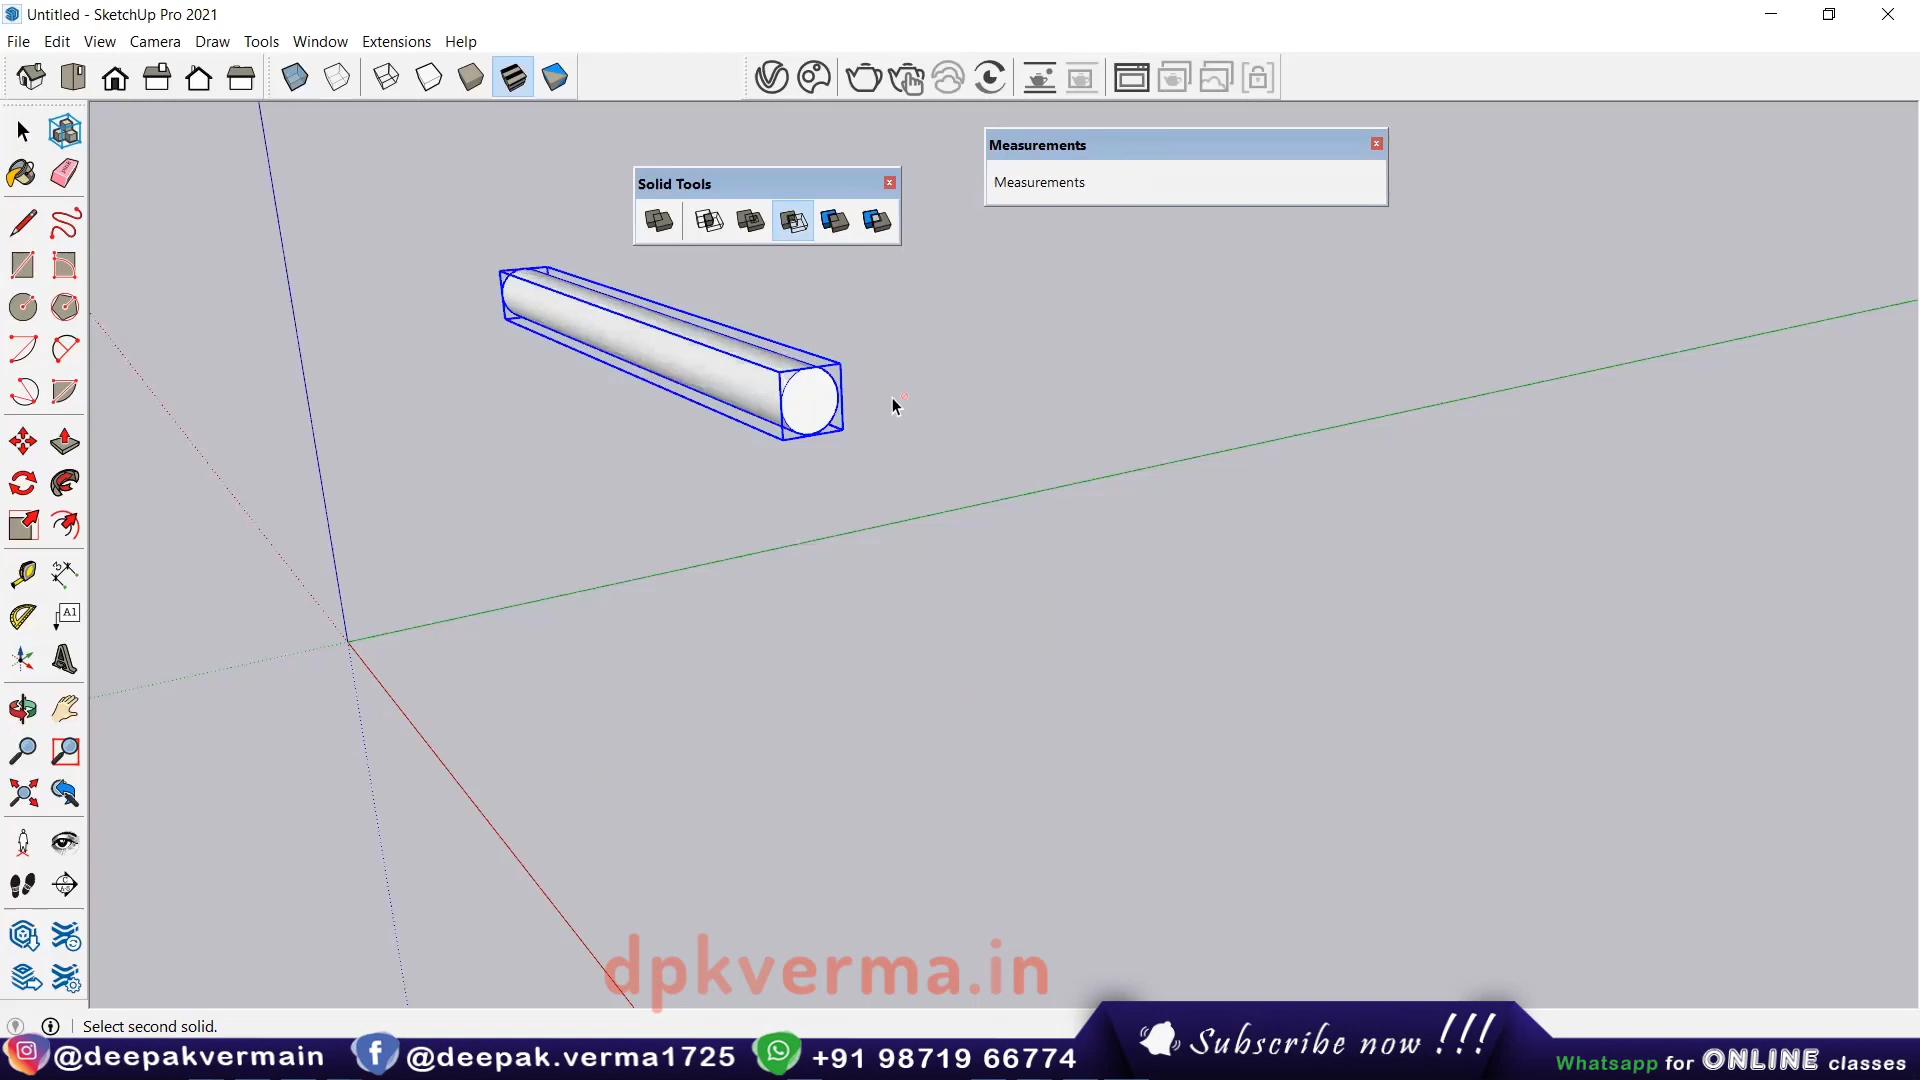 Untitled - SketchUp Pro 2021
File Edit View Camera Draw Tools Window Extensions Help
Measurements
Solid Tools
Measurements
A1
dpkverma.in
Select second solid.
Subscribe now !!!
@deepakvermain @deepak.verma1725 +91 98719 66774
Whatsapp for ONLINE classes